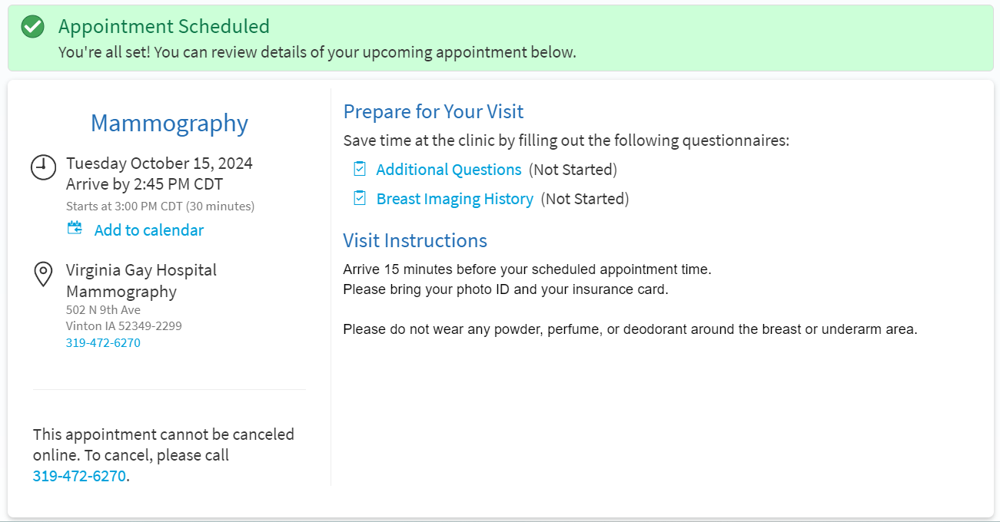 Appointment Scheduled
You're all set! You can review details of your upcoming appointment below.
Mammography
Tuesday October 15, 2024
Arrive by 2:45 PM CDT
Starts at 3:00 PM CDT (30 minutes)
Add to calendar
Virginia Gay Hospital
Mammography
502 N 9th Ave
Vinton IA 52349-2299
319-472-6270
This appointment cannot be canceled
online. To cancel, please call
319-472-6270.
Prepare for Your Visit
Save time at the clinic by filling out the following questionnaires:
Additional Questions (Not Started)
Breast Imaging History (Not Started)
Visit Instructions
Arrive 15 minutes before your scheduled appointment time.
Please bring your photo ID and your insurance card.
Please do not wear any powder, perfume, or deodorant around the breast or underarm area.